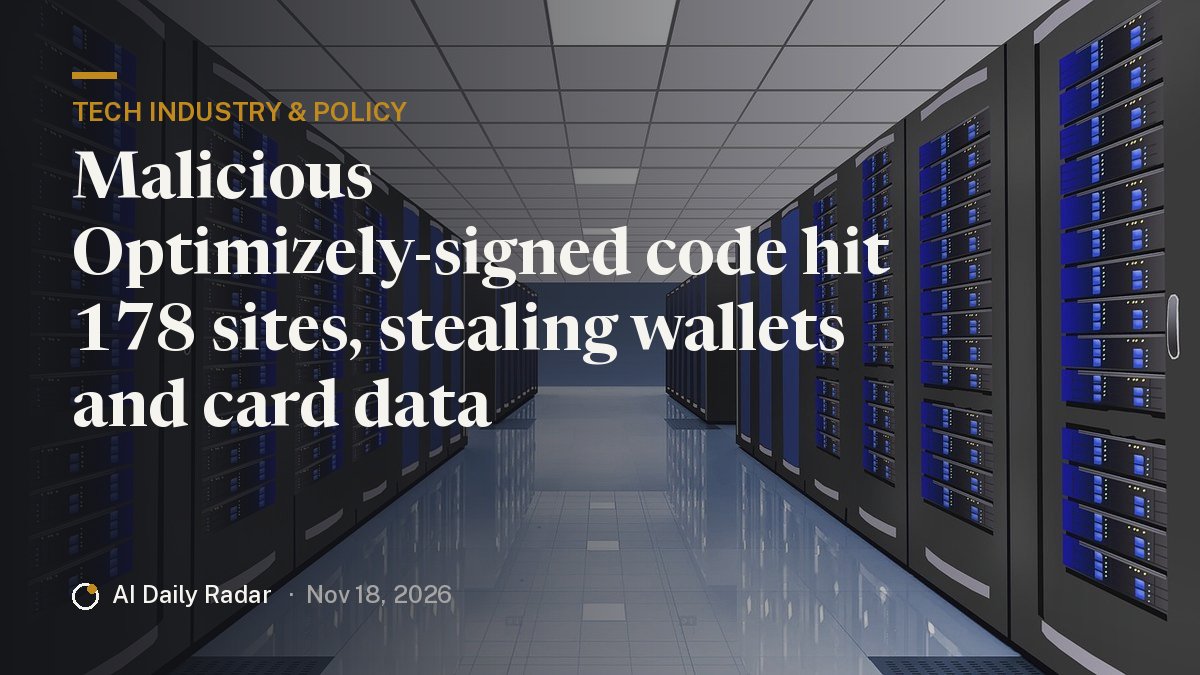 TECH INDUSTRY & POLICY
Malicious
Optimizely-signed code hit
178 sites, stealing wallets
and card data
AI Daily Radar · Nov 18, 2026